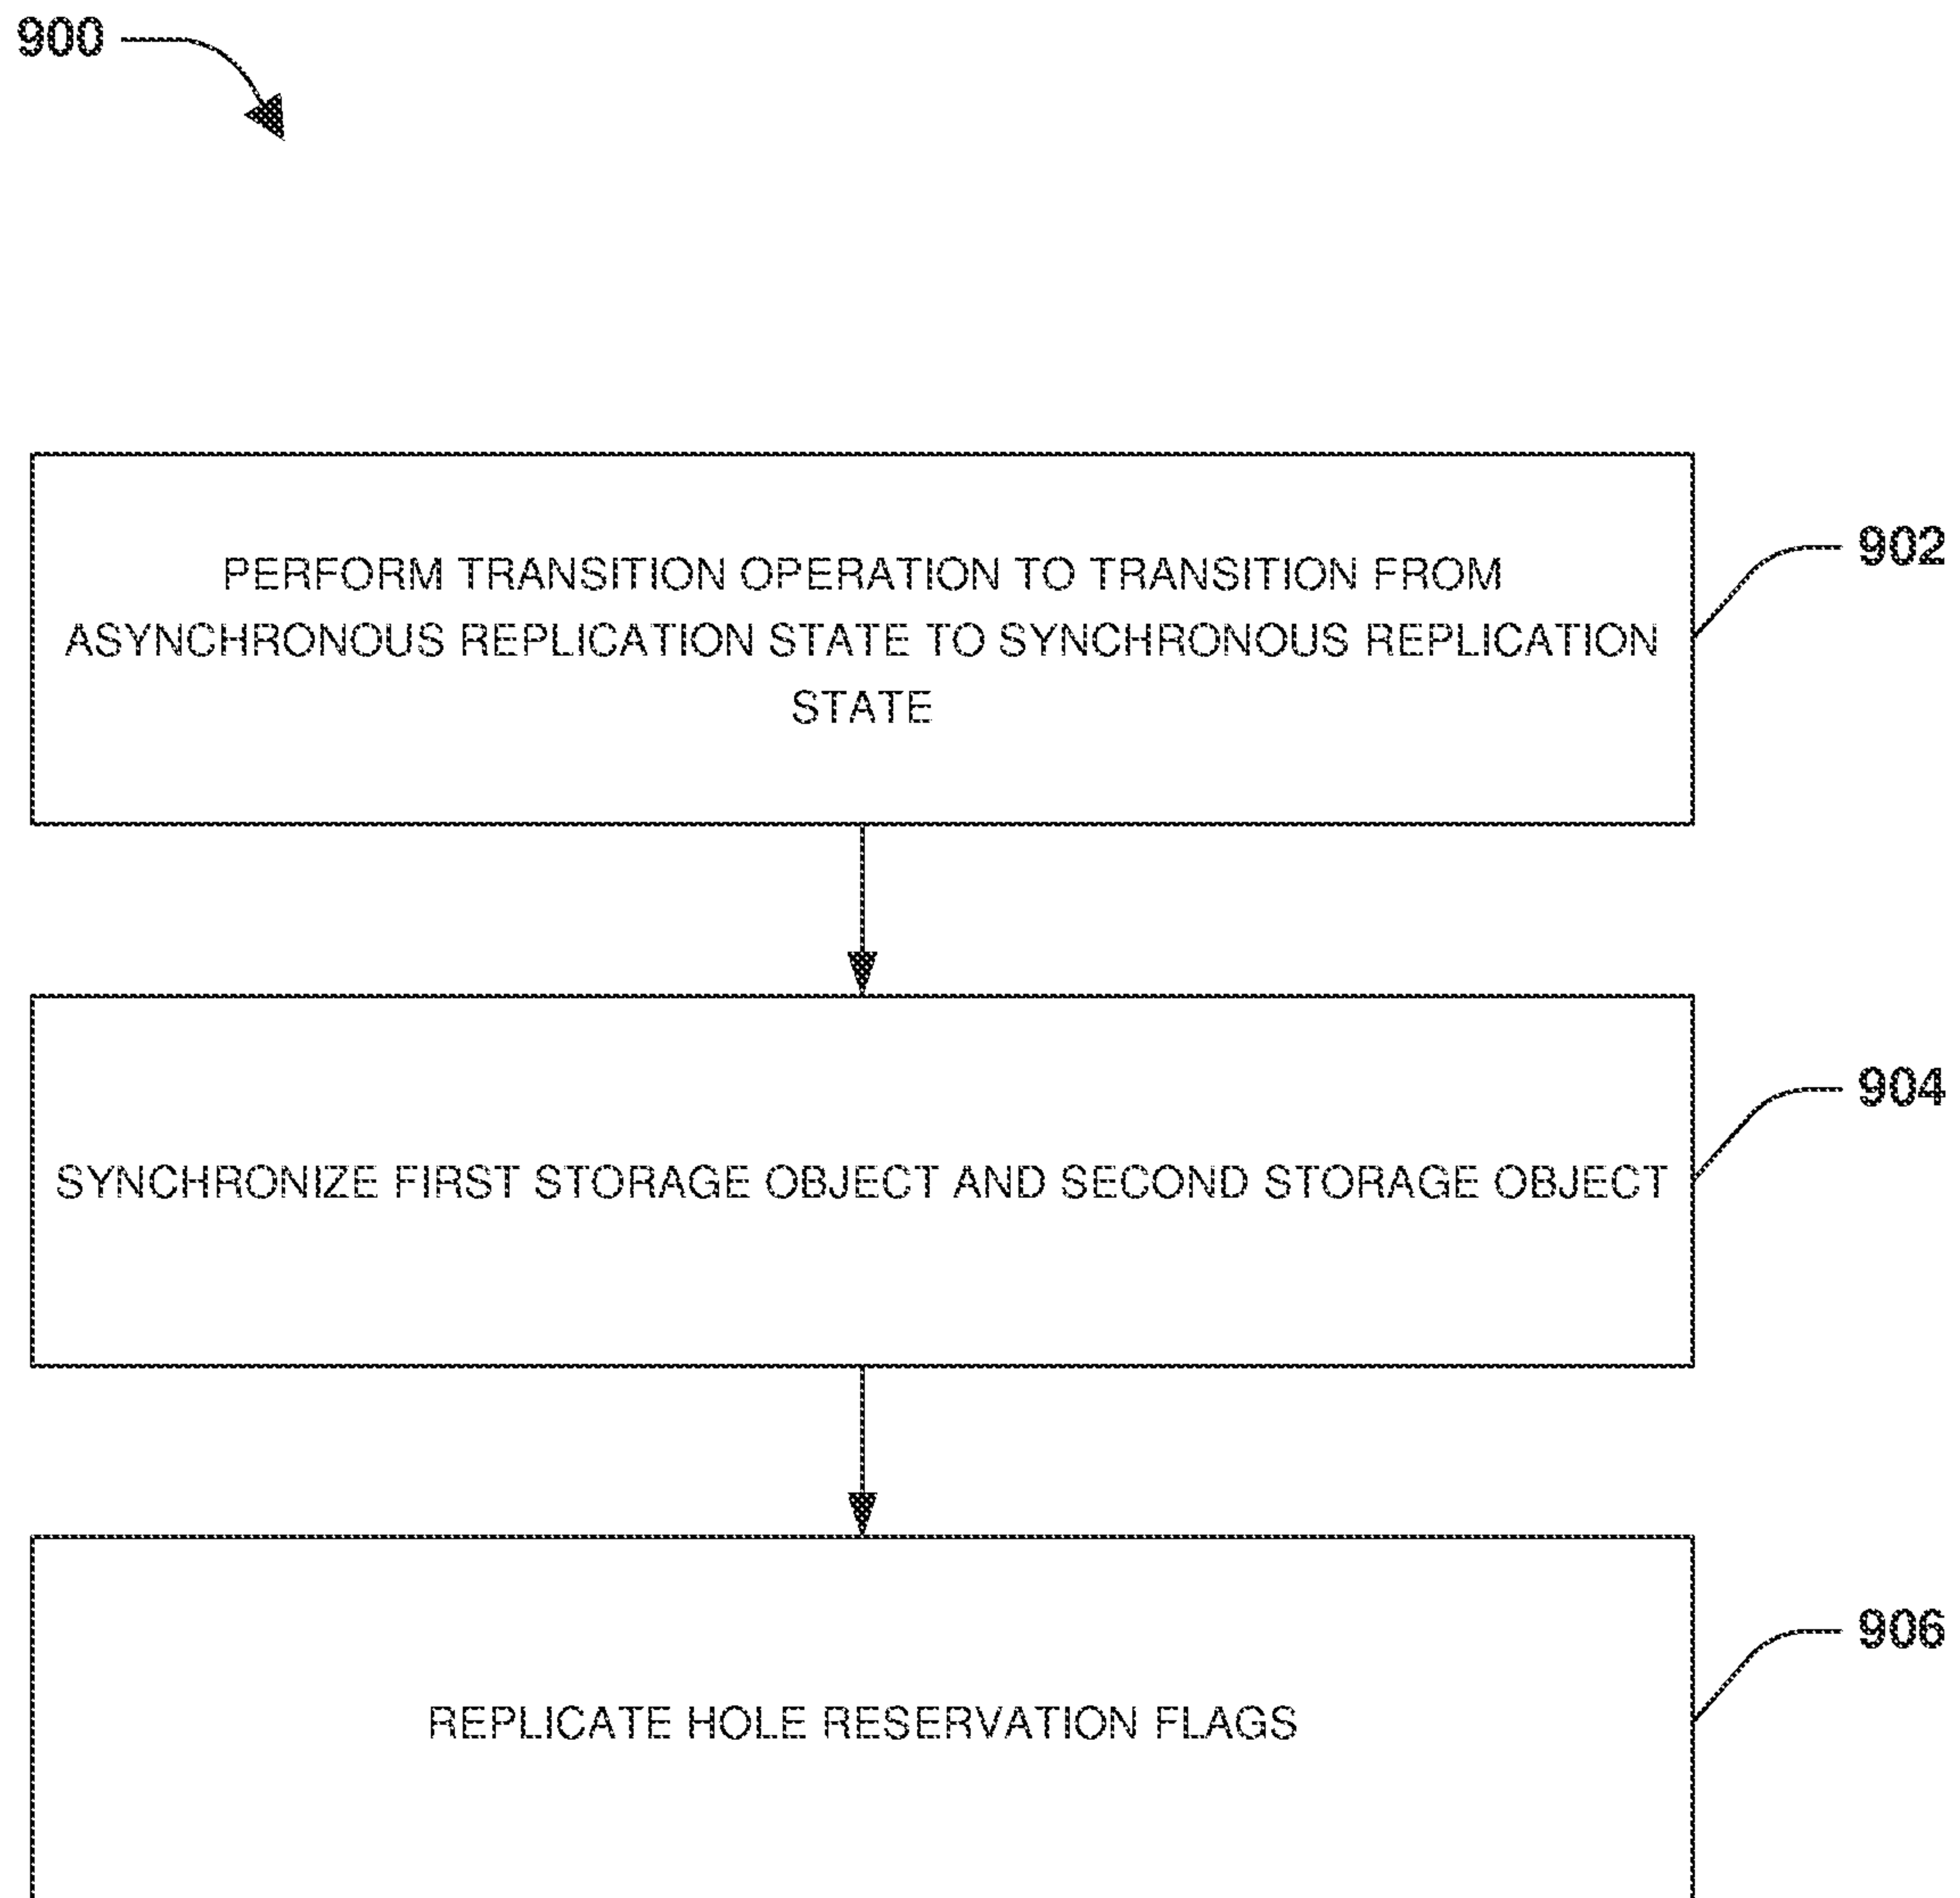 900
PERFORM TRANSITION OPERATION TO TRANSITION FROM
ASYNCHRONOUS REPLICATION STATE TO SYNCHRONOUS REPLICATION
STATE
902
SYNCHRONIZE FIRST STORAGE OBJECT AND SECOND STORAGE OBJECT
904
REPLICATE HOLE RESERVATION FLAGS
906